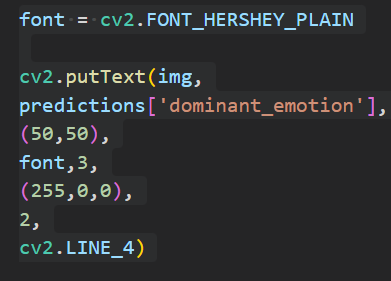 font = cv2.FONT_HERSHEY_PLAIN
cv2.putText(img,
predictions['dominant_emotion'],
(50,50),
font,3,
(255,0,0),
2,
cv2.LINE_4)